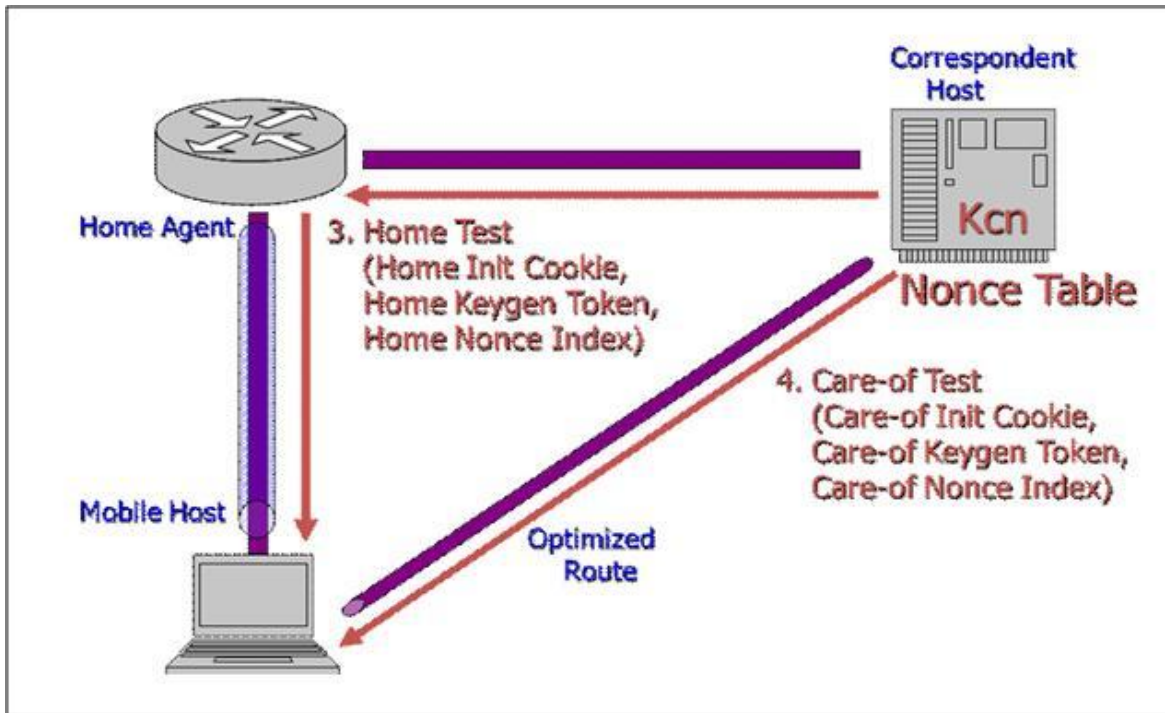 Correspondent
Host
Kcn
Nonce Table
Home Agent
3. Home Test
(Home Init Cookie,
Home Keygen Token,
Home Nonce Index)
4. Care-of Test
(Care-of Init Cookie,
Care-of Keygen Token,
Care-of Nonce Index)
Mobile Host
Optimized
Route